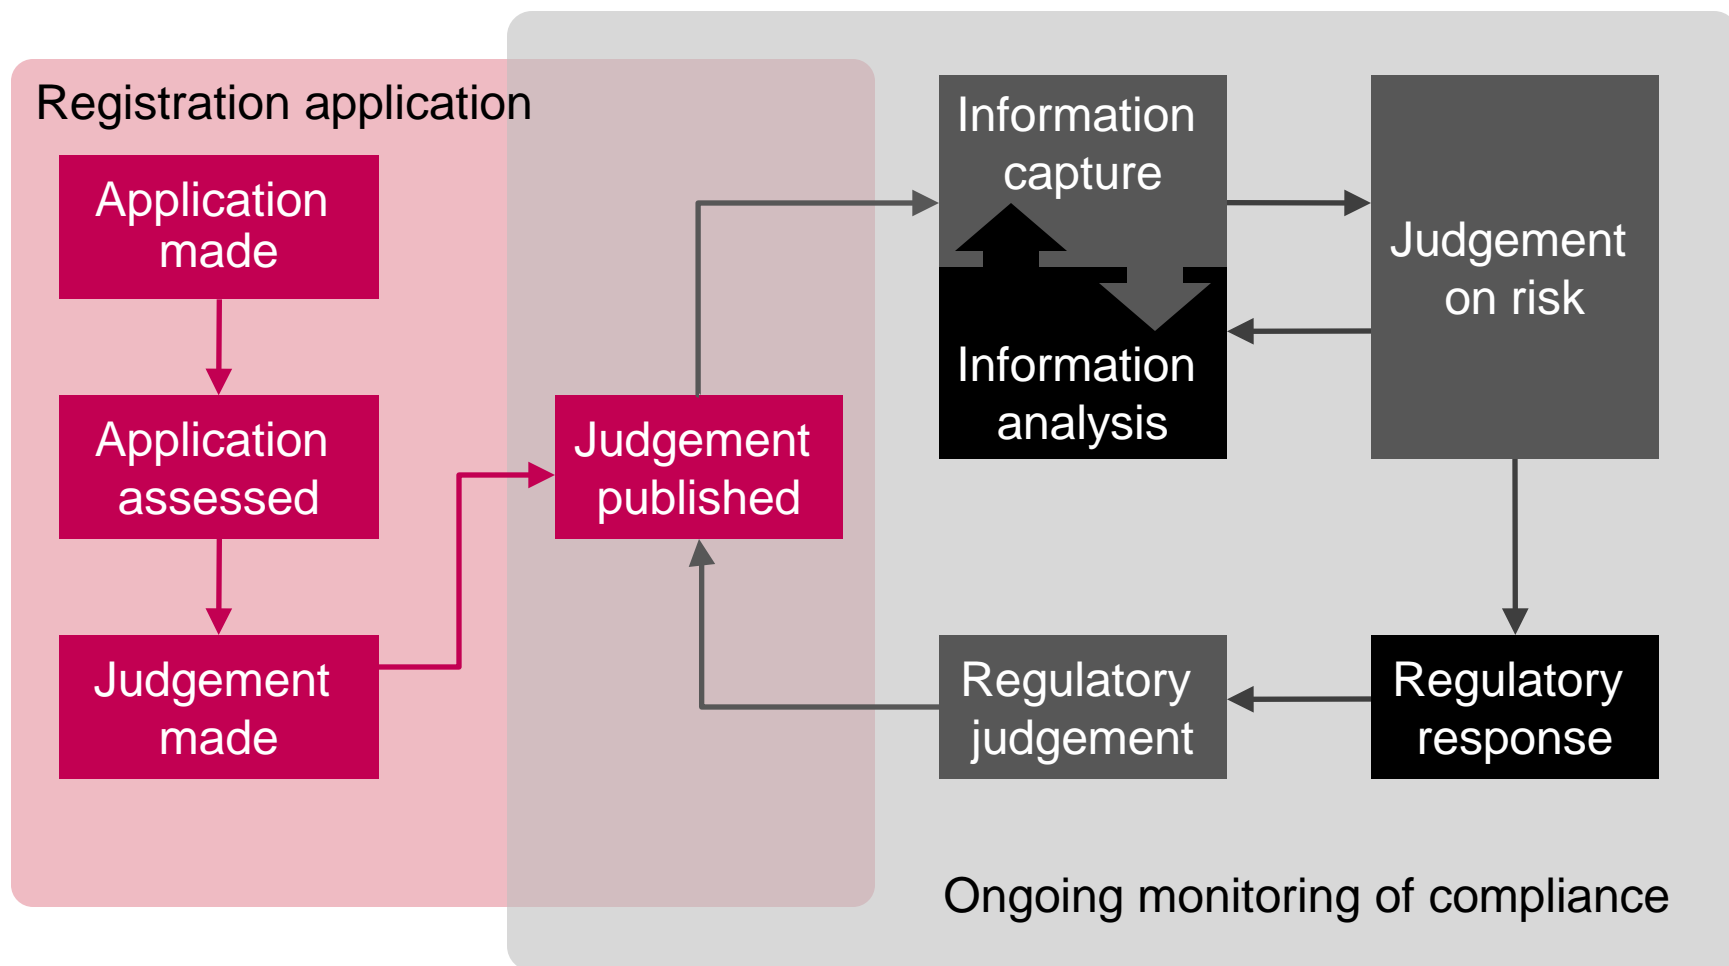 Registration application
Application
made
Application
assessed
Judgement
made
Judgement
published
Information
capture
Information
analysis
Judgement
on risk
Regulatory
response
Regulatory
judgement
Ongoing monitoring of compliance